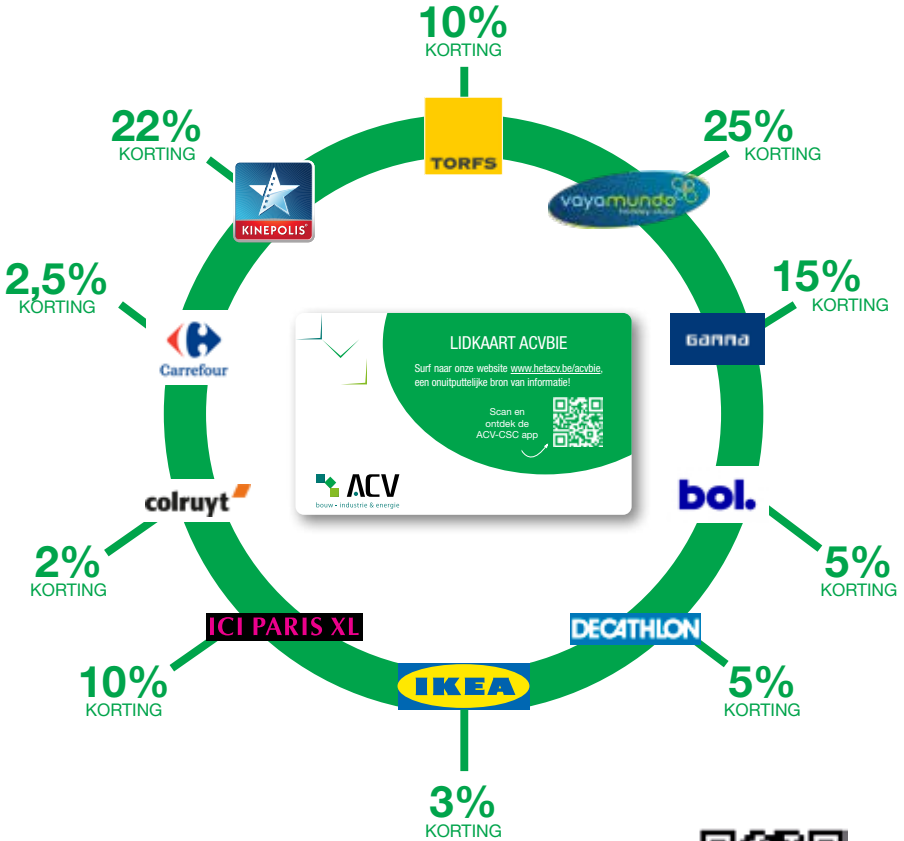 10%
KORTING
TORFS
22%
KORTING
KINEPOLIS
25%
KORTING
vayamundo
2,5%
KORTING
Carrefour
15%
KORTING
GAMMA
LIDKAART ACVBIE
Surf naar onze website www.hetacv.be/acvbie,
een onuitputtelijke bron van informatie!
Scan en
ontdek de
ACV-CSC app
ACV
bouw - industrie & energie
colruyt
2%
KORTING
bol.
5%
KORTING
ICI PARIS XL
10%
KORTING
DECATHLON
5%
KORTING
IKEA
3%
KORTING